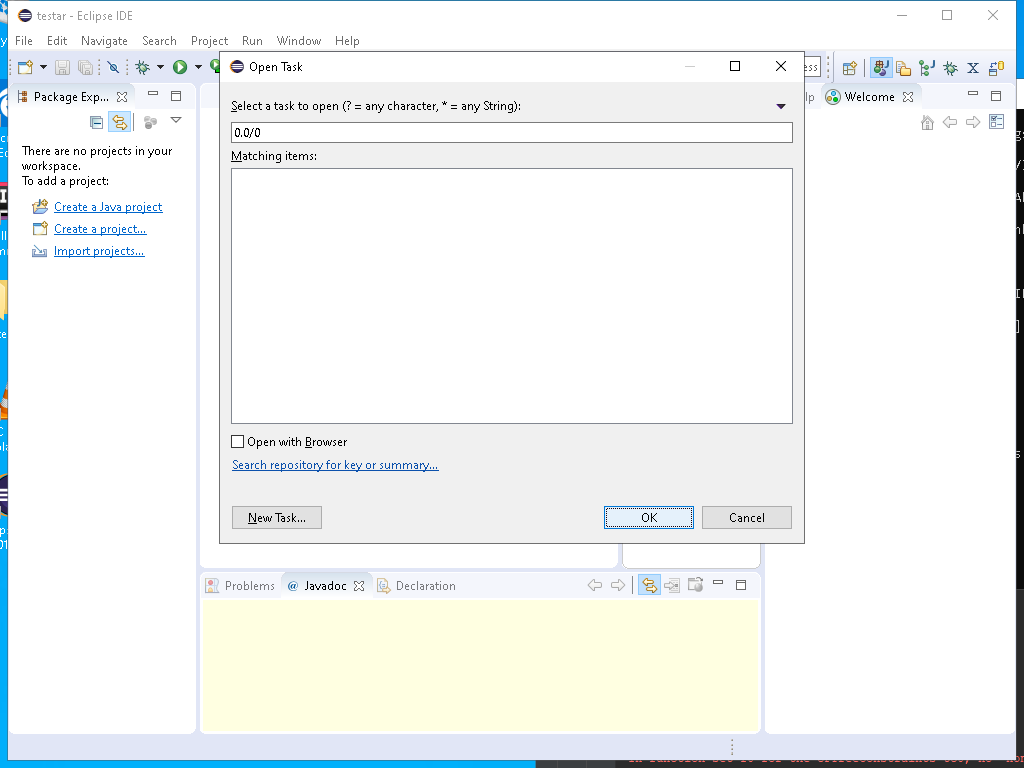 testar - Eclipse IDE
File Edit Navigate Search Project Run Window Help
Open Task
Package Exp...
Welcome
Select a task to open (? = any character, * = any String):
0.0/0
Matching items:
There are no projects in your
workspace.
To add a project:
Create a Java project
Create a project...
Import projects...
Open with Browser
Search repository for key or summary...
New Task... OK Cancel
Problems @ Javadoc Declaration